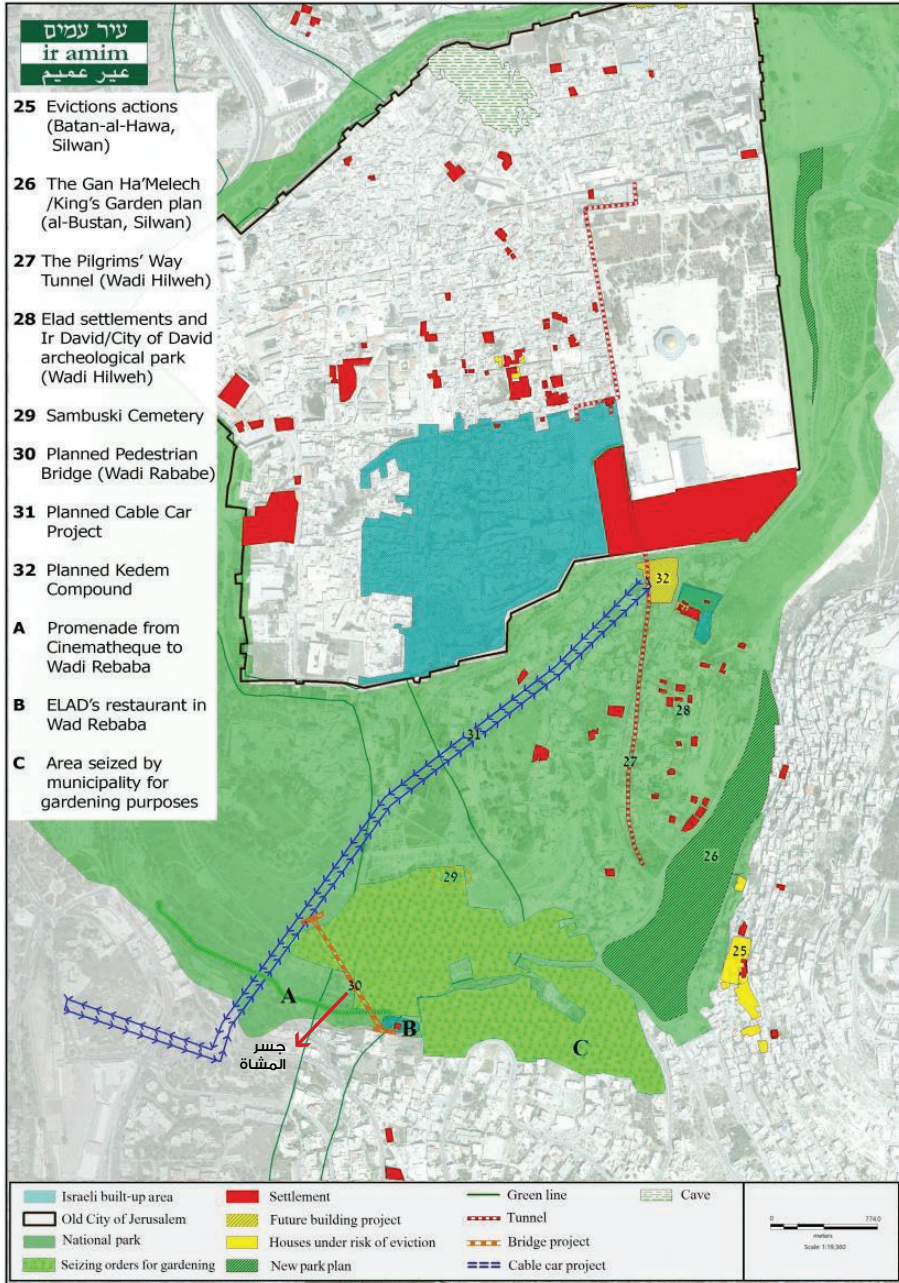 עיר עמים
ir amim
عير عميم
25 Evictions actions
(Batan-al-Hawa,
Silwan)
26 The Gan Ha'Melech
/King's Garden plan
(al-Bustan, Silwan)
27 The Pilgrims' Way
Tunnel (Wadi Hilweh)
28 Elad settlements and
Ir David/City of David
archeological park
(Wadi Hilweh)
29 Sambuski Cemetery
30 Planned Pedestrian
Bridge (Wadi Rababe)
31 Planned Cable Car
Project
32 Planned Kedem
Compound
A Promenade from
Cinematheque to
Wadi Rebaba
B ELAD's restaurant in
Wad Rebaba
C Area seized by
municipality for
gardening purposes
32
28
31
27
26
29
25
30
A
B
C
جسر
المشاة
Israeli built-up area
Old City of Jerusalem
National park
Seizing orders for gardening
Settlement
Future building project
Houses under risk of eviction
New park plan
Green line
Tunnel
Bridge project
Cable car project
Cave
0 774.0
meters
Scale: 1:19,360